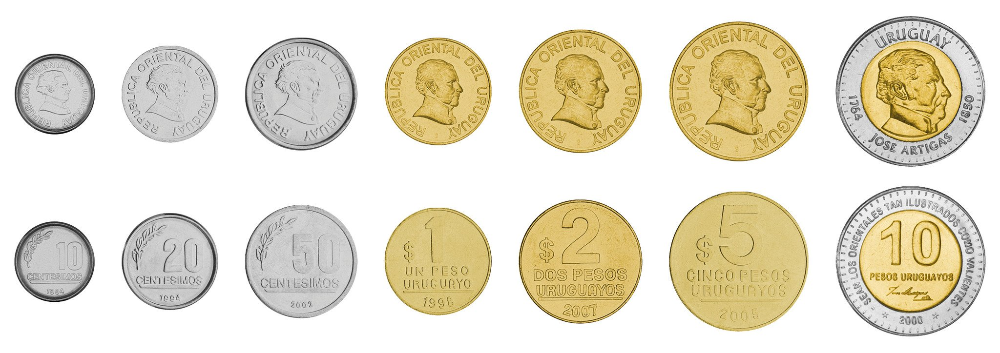 REPUBLICA ORIENTAL DEL URUGUAY
REPUBLICA ORIENTAL DEL URUGUAY
REPUBLICA ORIENTAL DEL URUGUAY
REPUBLICA ORIENTAL DEL URUGUAY
REPUBLICA ORIENTAL DEL URUGUAY
REPUBLICA ORIENTAL DEL URUGUAY
URUGUAY
1764
1850
JOSE ARTIGAS
10
CENTESIMOS
1994
20
CENTESIMOS
1994
50
CENTESIMOS
2002
$ 1
UN PESO
URUGUAYO
1998
$ 2
DOS PESOS
URUGUAYOS
2007
$ 5
CINCO PESOS
URUGUAYOS
2005
SEAN LOS ORIENTALES TAN ILUSTRADOS COMO VALIENTES
10
PESOS URUGUAYOS
2000